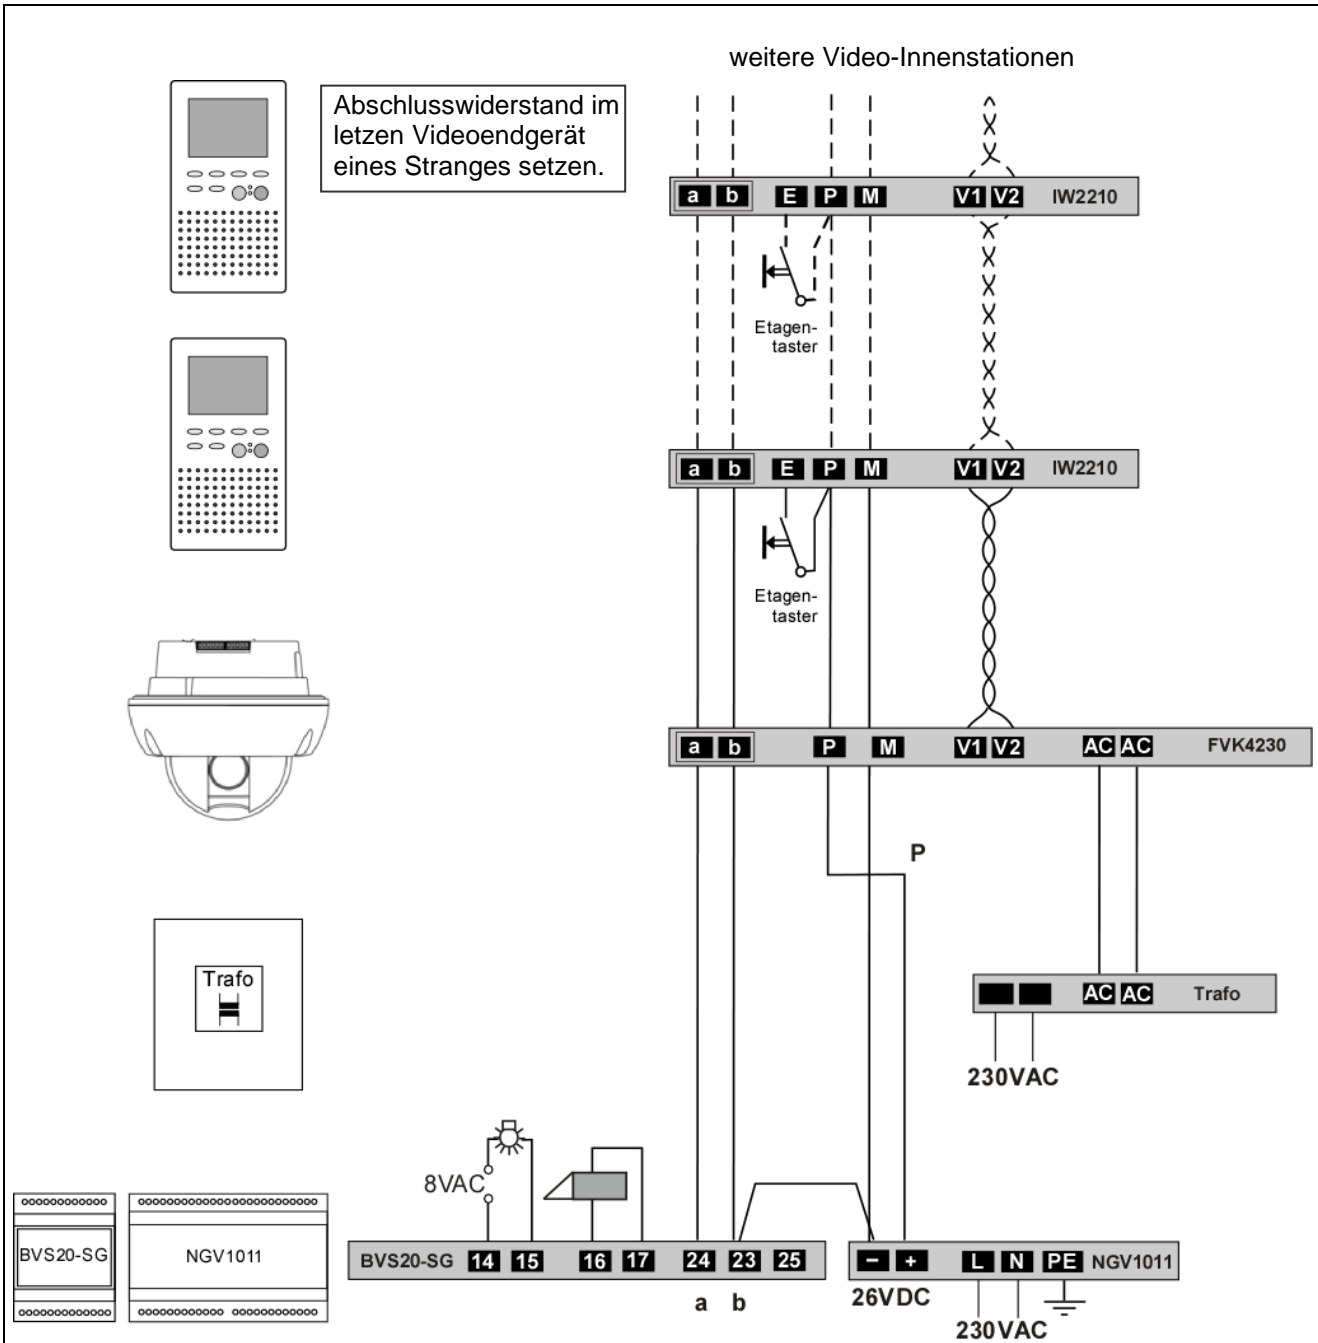 weitere Video-Innenstationen
Abschlusswiderstand im
letzen Videoendgerät
eines Stranges setzen.
a b E P M V1 V2 IW2210
Etagen-
taster
a b E P M V1 V2 IW2210
Etagen-
taster
a b P M V1 V2 AC AC FVK4230
P
Trafo
AC AC Trafo
230VAC
8VAC
BVS20-SG
NGV1011
BVS20-SG 14 15 16 17 24 23 25
a b
− + L N PE NGV1011
26VDC
230VAC